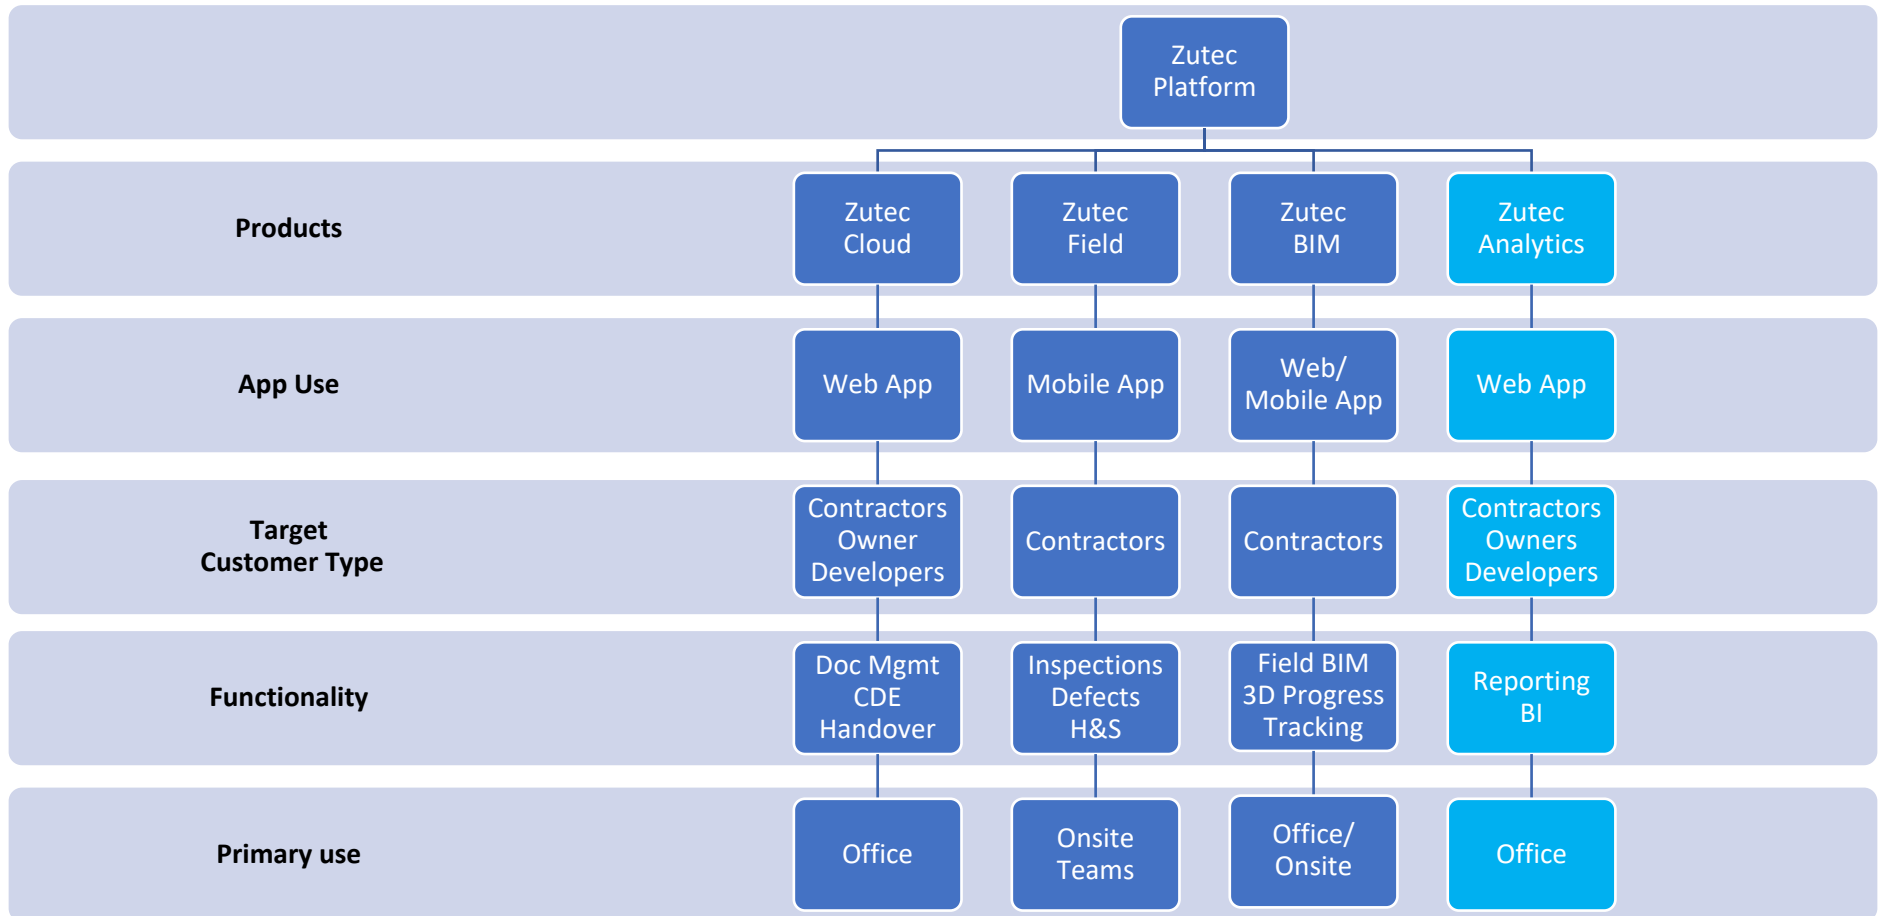 Zutec
Platform
Products
Zutec
Cloud
Zutec
Field
Zutec
BIM
Zutec
Analytics
App Use
Web App
Mobile App
Web/
Mobile App
Web App
Target
Customer Type
Contractors
Owner
Developers
Contractors
Contractors
Contractors
Owners
Developers
Functionality
Doc Mgmt
CDE
Handover
Inspections
Defects
H&S
Field BIM
3D Progress
Tracking
Reporting
BI
Primary use
Office
Onsite
Teams
Office/
Onsite
Office